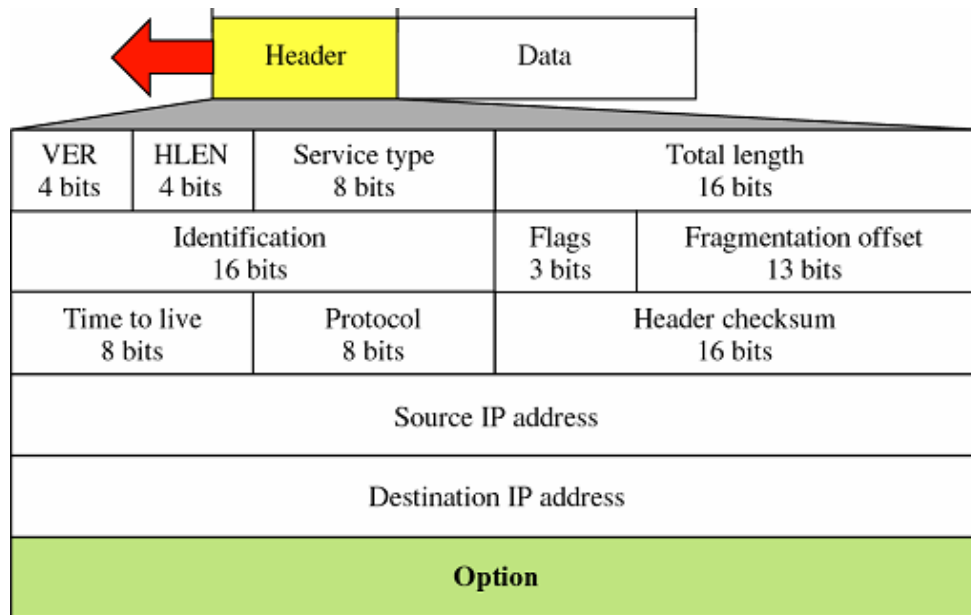 Header Data
VER HLEN Service type Total length
4 bits 4 bits 8 bits 16 bits
Identification Flags Fragmentation offset
16 bits 3 bits 13 bits
Time to live Protocol Header checksum
8 bits 8 bits 16 bits
Source IP address
Destination IP address
Option